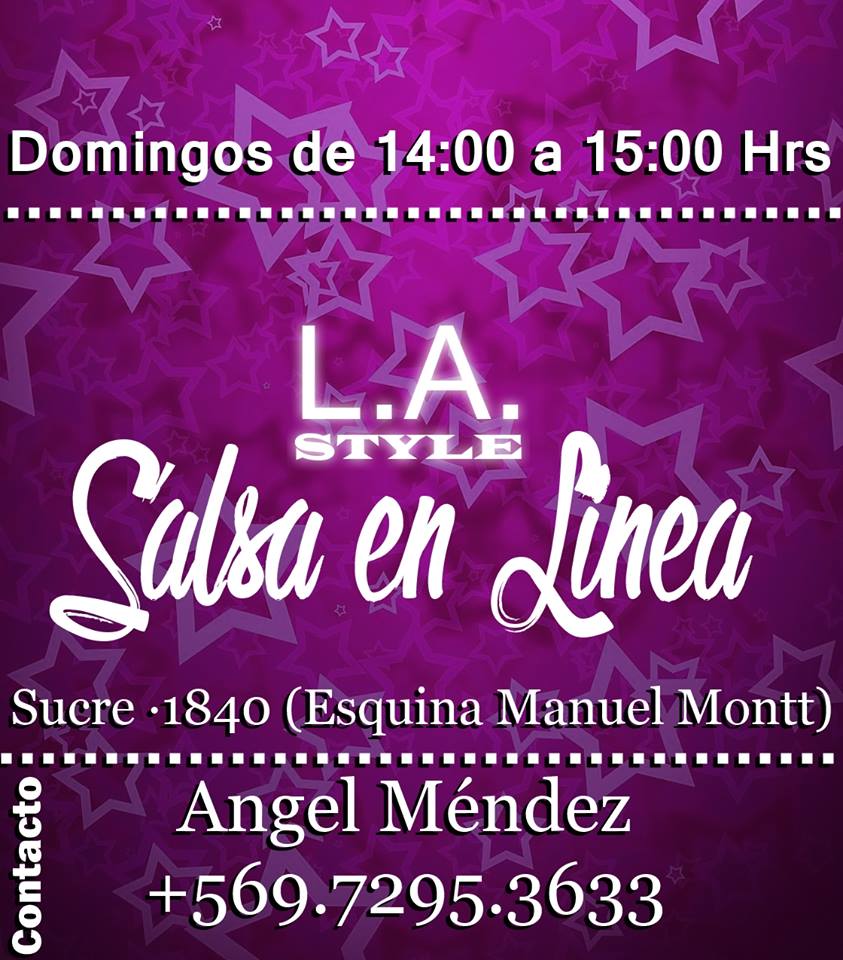 Domingos de 14:00 a 15:00 Hrs
L.A.
STYLE
Salsa en Linea
Sucre ·1840 (Esquina Manuel Montt)
Contacto
Angel Méndez
+569.7295.3633